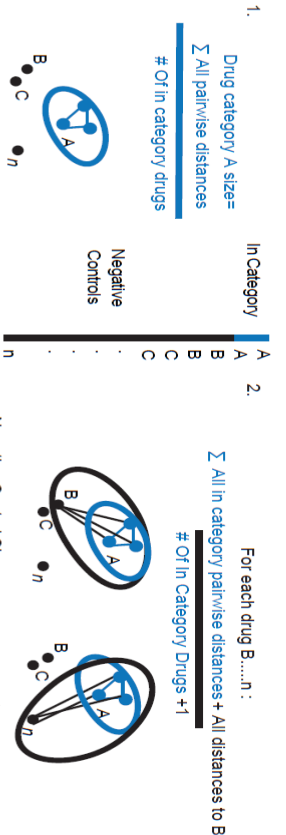 1.
Drug category A size=
∑ All pairwise distances
# Of in category drugs
A
B
C
n
In Category
Negative
Controls
A
A
B
B
C
C
.
.
.
.
n
2.
For each drug B.....n :
∑ All in category pairwise distances + All distances to B
# Of In Category Drugs +1
A
B
C
n
A
B
C
n